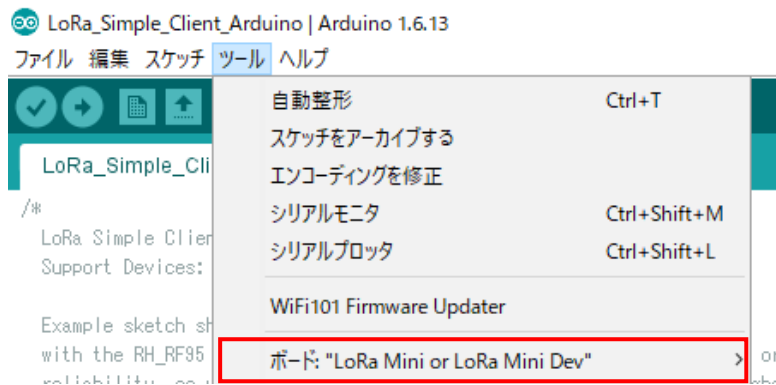 LoRa_Simple_Client_Arduino | Arduino 1.6.13
ファイル 編集 スケッチ ツール ヘルプ
自動整形 Ctrl+T
スケッチをアーカイブする
LoRa_Simple_Cli
エンコーディングを修正
/*
シリアルモニタ Ctrl+Shift+M
LoRa Simple Clier
シリアルプロッタ Ctrl+Shift+L
Support Devices:
WiFi101 Firmware Updater
Example sketch sh
with the RH_RF95
ボード: "LoRa Mini or LoRa Mini Dev"